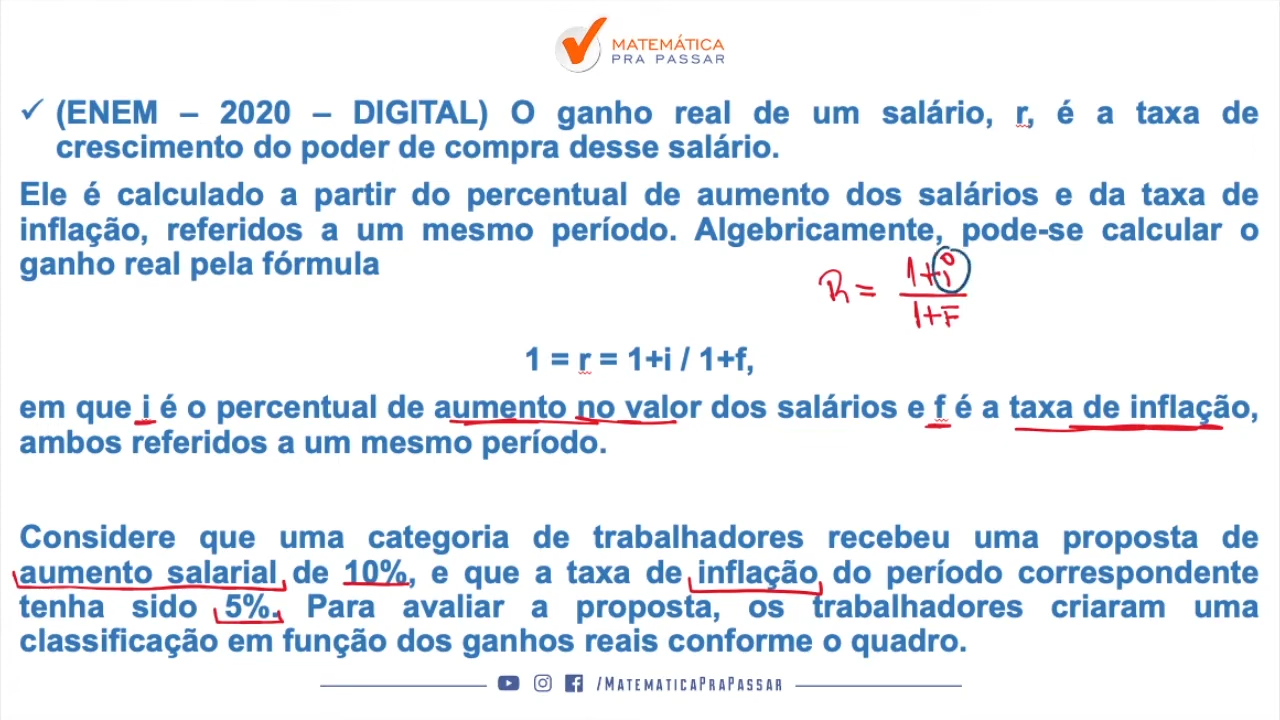 MATEMÁTICA
PRA PASSAR
✓ (ENEM – 2020 – DIGITAL) O ganho real de um salário, r, é a taxa de
crescimento do poder de compra desse salário.
Ele é calculado a partir do percentual de aumento dos salários e da taxa de
inflação, referidos a um mesmo período. Algebricamente, pode-se calcular o
ganho real pela fórmula
R = 1+i
1+F
1 = r = 1+i / 1+f,
em que i é o percentual de aumento no valor dos salários e f é a taxa de inflação,
ambos referidos a um mesmo período.
Considere que uma categoria de trabalhadores recebeu uma proposta de
aumento salarial de 10%, e que a taxa de inflação do período correspondente
tenha sido 5%. Para avaliar a proposta, os trabalhadores criaram uma
classificação em função dos ganhos reais conforme o quadro.
/MATEMATICAPRAPASSAR